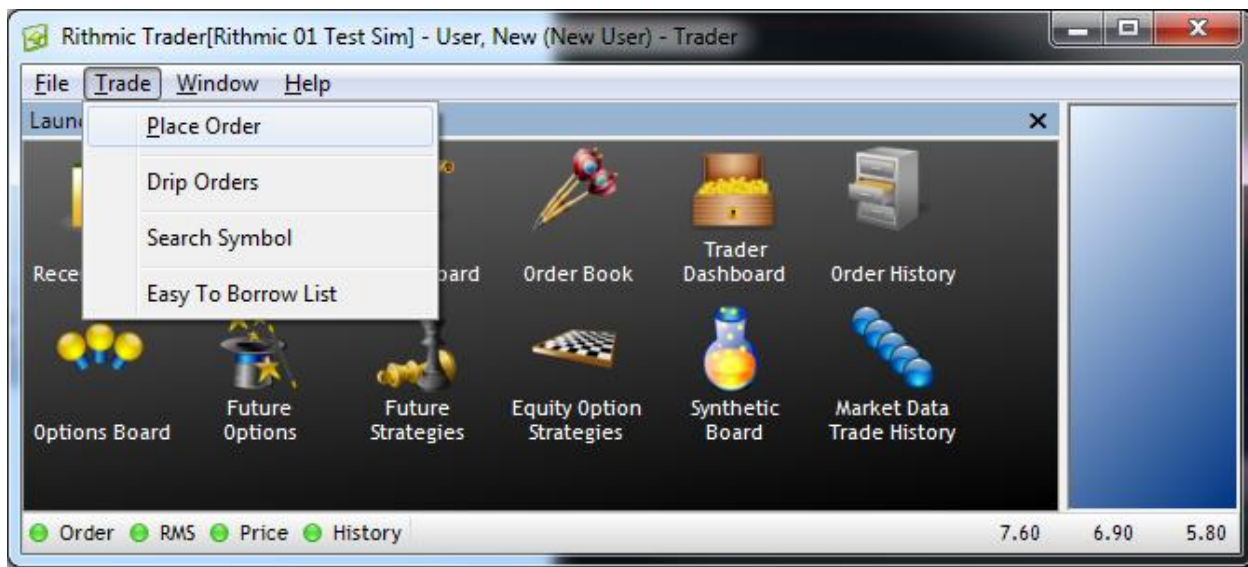 Rithmic Trader[Rithmic 01 Test Sim] - User, New (New User) - Trader
File Trade Window Help
Place Order
Drip Orders
Search Symbol
Easy To Borrow List
Order Book
Trader
Dashboard
Order History
Options Board
Future
Options
Future
Strategies
Equity Option
Strategies
Synthetic
Board
Market Data
Trade History
Order RMS Price History 7.60 6.90 5.80